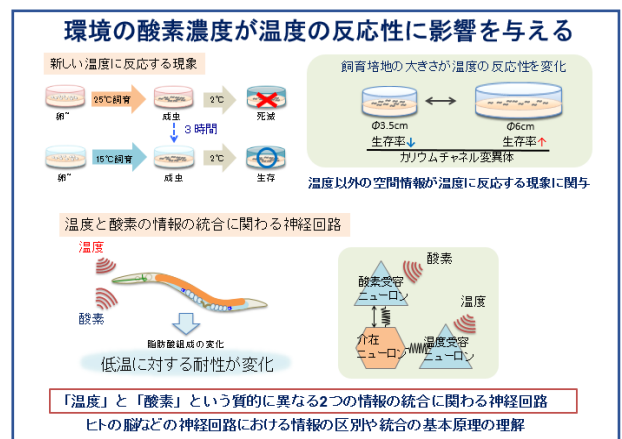 環境の酸素濃度が温度の反応性に影響を与える
新しい温度に反応する現象
卵~
25℃飼育
成虫
2℃
死滅
3時間
卵~
15℃飼育
成虫
2℃
生存
飼育培地の大きさが温度の反応性を変化
Φ3.5cm
Φ6cm
生存率↓
生存率↑
カリウムチャネル変異体
温度以外の空間情報が温度に反応する現象に関与
温度と酸素の情報の統合に関わる神経回路
温度
酸素
脂肪酸組成の変化
低温に対する耐性が変化
酸素
酸素受容
ニューロン
温度
介在
ニューロン
温度受容
ニューロン
「温度」と「酸素」という質的に異なる2つの情報の統合に関わる神経回路
ヒトの脳などの神経回路における情報の区別や統合の基本原理の理解